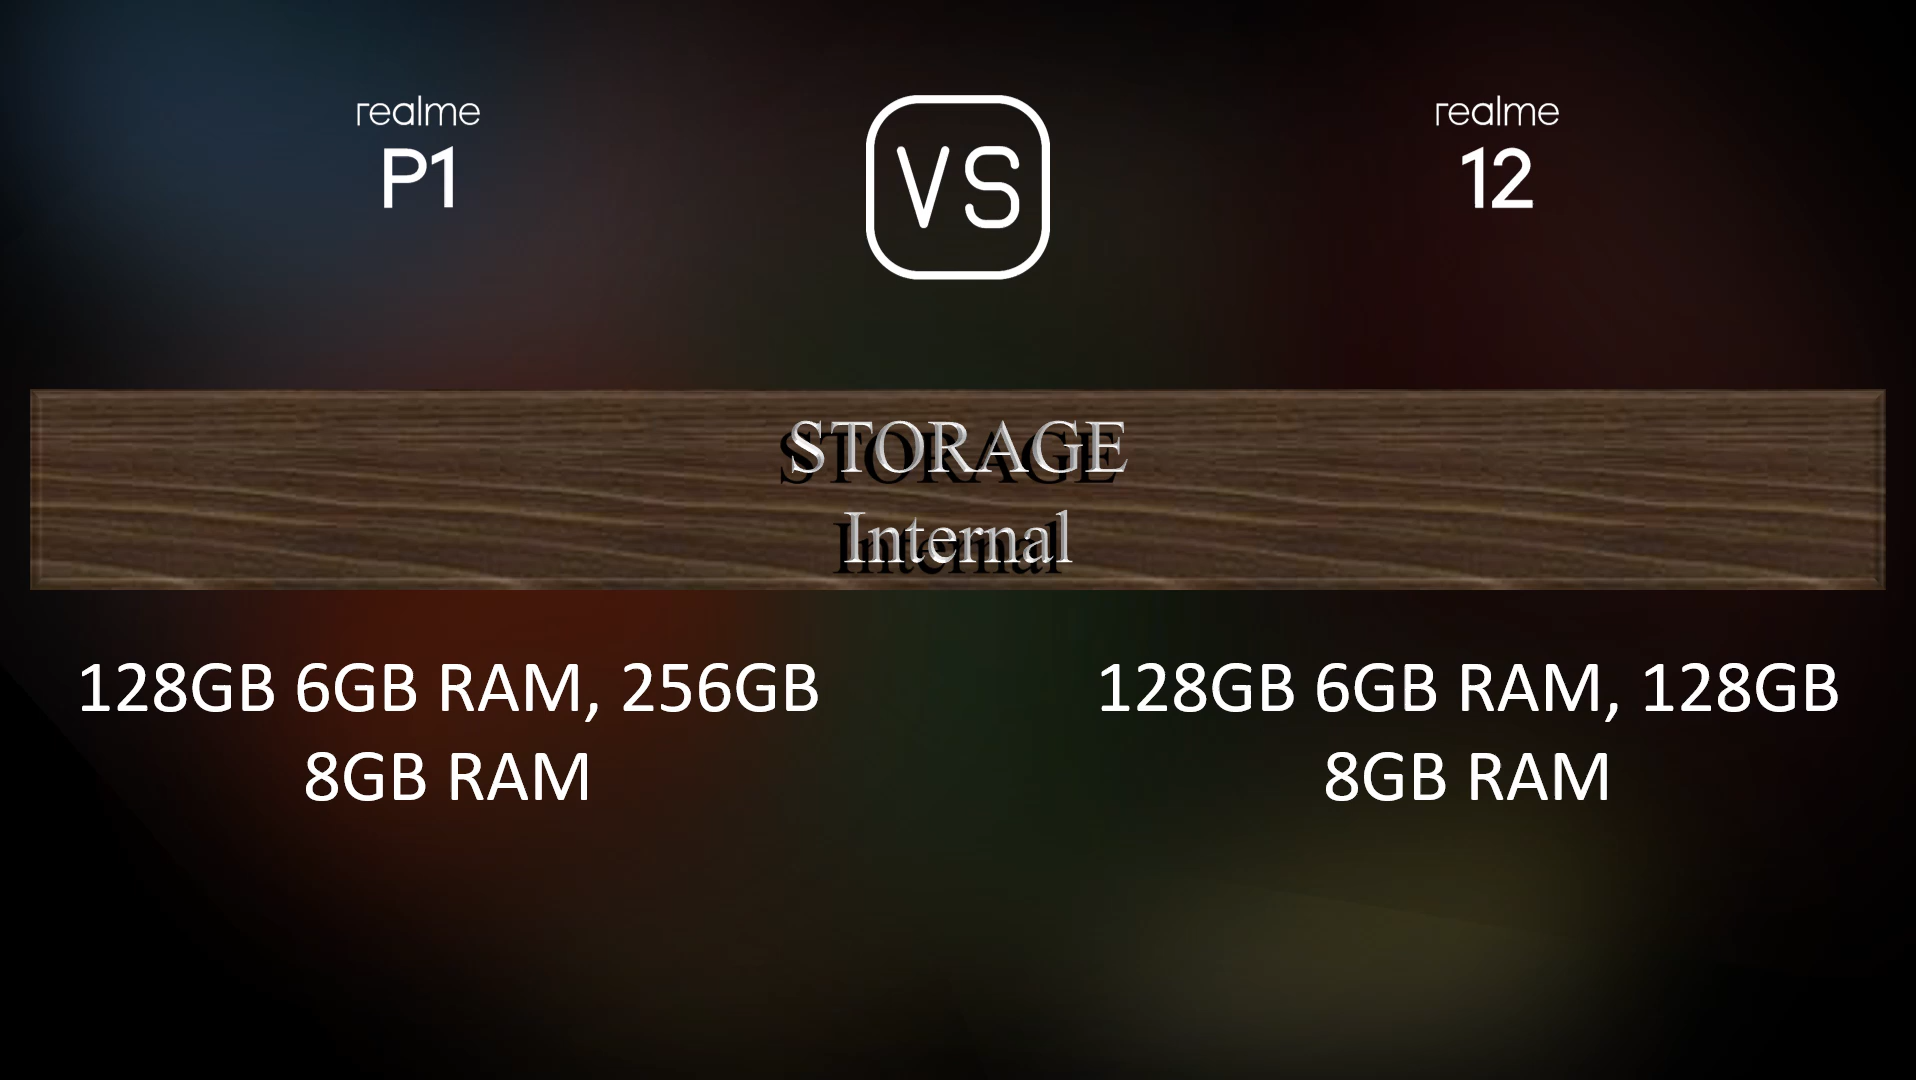 realme
P1
VS
realme
12
STORAGE
Internal
128GB 6GB RAM, 256GB
8GB RAM
128GB 6GB RAM, 128GB
8GB RAM